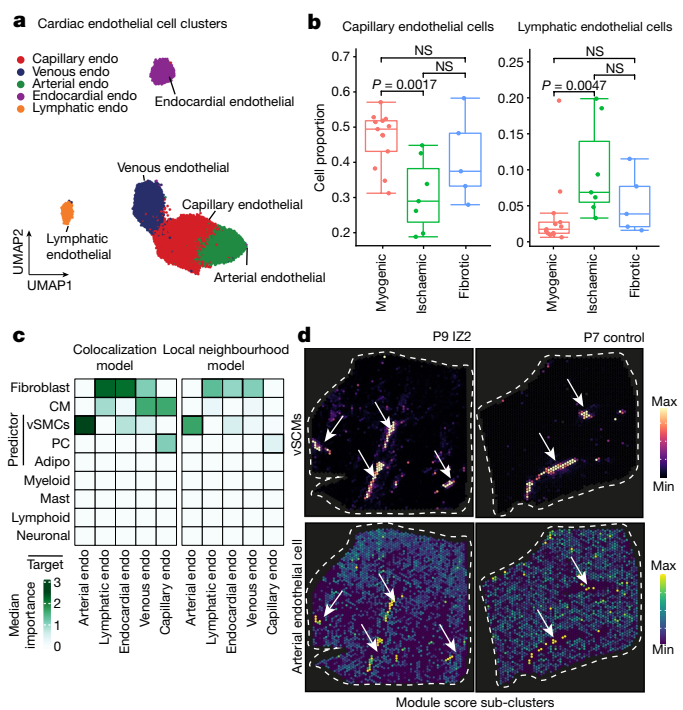 a Cardiac endothelial cell clusters
Capillary endo
Venous endo
Arterial endo
Endocardial endo
Lymphatic endo
Endocardial endothelial
Venous endothelial
Capillary endothelial
Lymphatic
endothelial
Arterial endothelial
UMAP2
UMAP1
b Capillary endothelial cells
Lymphatic endothelial cells
Cell proportion
0.7
0.6
0.5
0.4
0.3
0.2
NS
NS
P = 0.0017
Myogenic
Ischaemic
Fibrotic
0.25
0.20
0.15
0.10
0.05
0
NS
NS
P = 0.0047
Myogenic
Ischaemic
Fibrotic
c
Colocalization
model
Local neighbourhood
model
Predictor
Fibroblast
CM
vSMCs
PC
Adipo
Myeloid
Mast
Lymphoid
Neuronal
Target
Arterial endo
Lymphatic endo
Endocardial endo
Venous endo
Capillary endo
Arterial endo
Lymphatic endo
Endocardial endo
Venous endo
Capillary endo
Median
importance
3
2
1
0
d
P9 IZ2
P7 control
vSCMs
Max
Min
Arterial endothelial cell
Max
Min
Module score sub-clusters